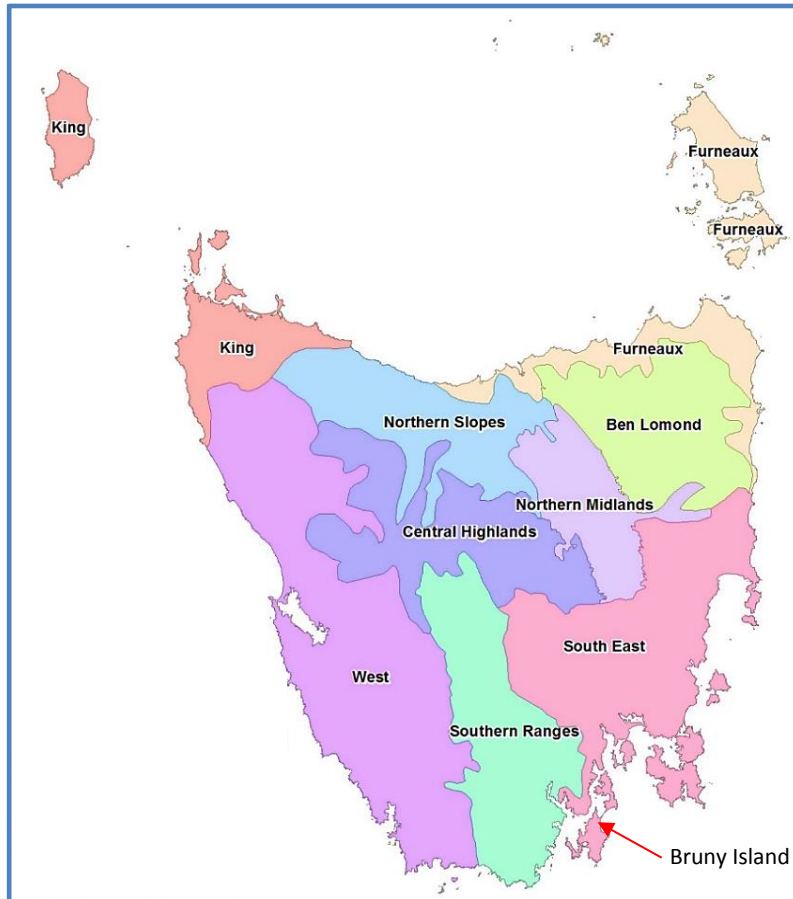 King
Furneaux
Furneaux
King
Furneaux
Northern Slopes
Ben Lomond
Northern Midlands
Central Highlands
South East
West
Southern Ranges
Bruny Island